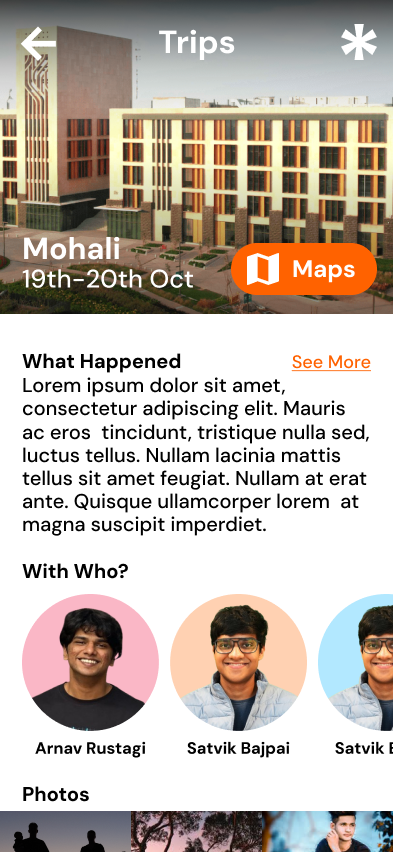 Trips
Mohali
19th-20th Oct
Maps
What Happened
See More
Lorem ipsum dolor sit amet,
consectetur adipiscing elit. Mauris
ac eros  tincidunt, tristique nulla sed,
luctus tellus. Nullam lacinia mattis
tellus sit amet feugiat. Nullam at erat
ante. Quisque ullamcorper lorem  at
magna suscipit imperdiet.
With Who?
Arnav Rustagi
Satvik Bajpai
Satvik
Photos